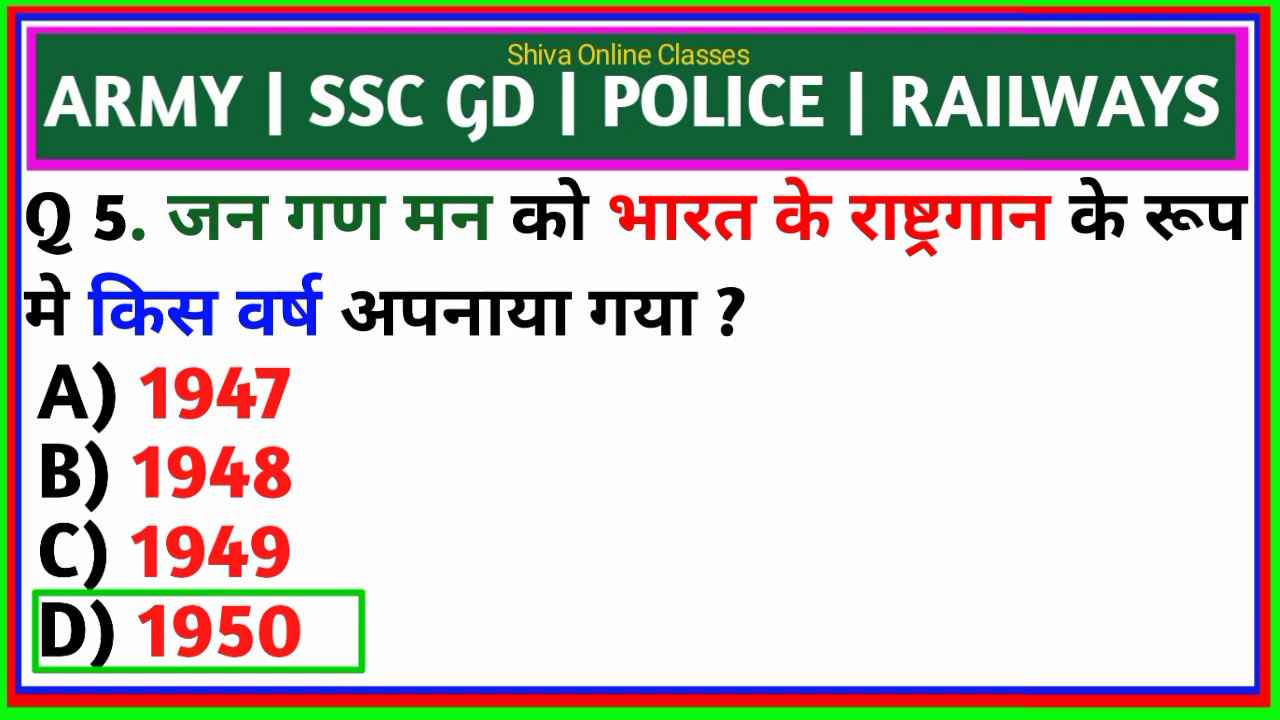 Shiva Online Classes
ARMY | SSC GD | POLICE | RAILWAYS
Q 5. जन गण मन को भारत के राष्ट्रगान के रूप
मे किस वर्ष अपनाया गया ?
A) 1947
B) 1948
C) 1949
D) 1950